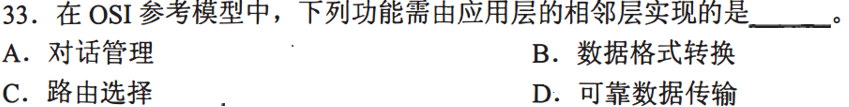 33．在 OSI 参考模型中，下列功能需由应用层的相邻层实现的是______。
A．对话管理 B．数据格式转换
C．路由选择 D．可靠数据传输